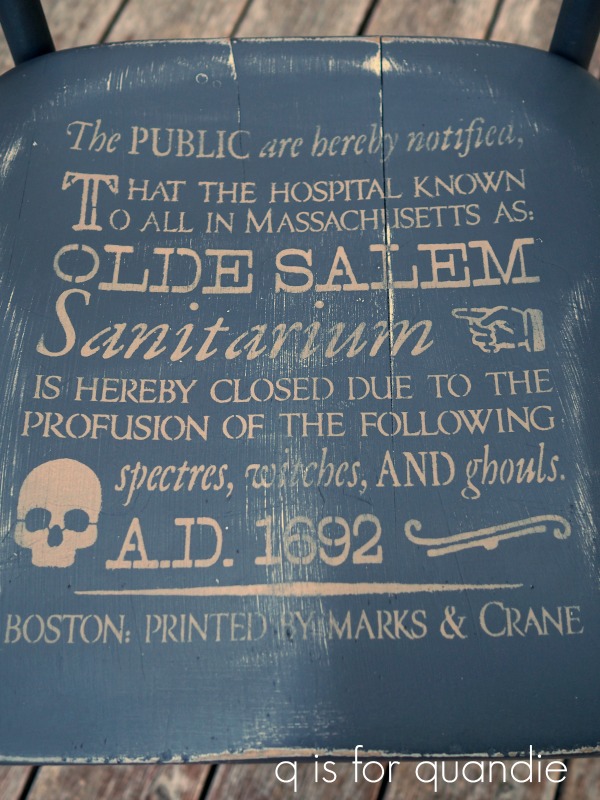 The PUBLIC are hereby notified,
THAT THE HOSPITAL KNOWN
TO ALL IN MASSACHUSETTS AS:
OLDE SALEM
Sanitarium
IS HEREBY CLOSED DUE TO THE
PROFUSION OF THE FOLLOWING
spectres, witches, AND ghouls.
A.D. 1692
BOSTON: PRINTED BY MARKS & CRANE
q is for quandie